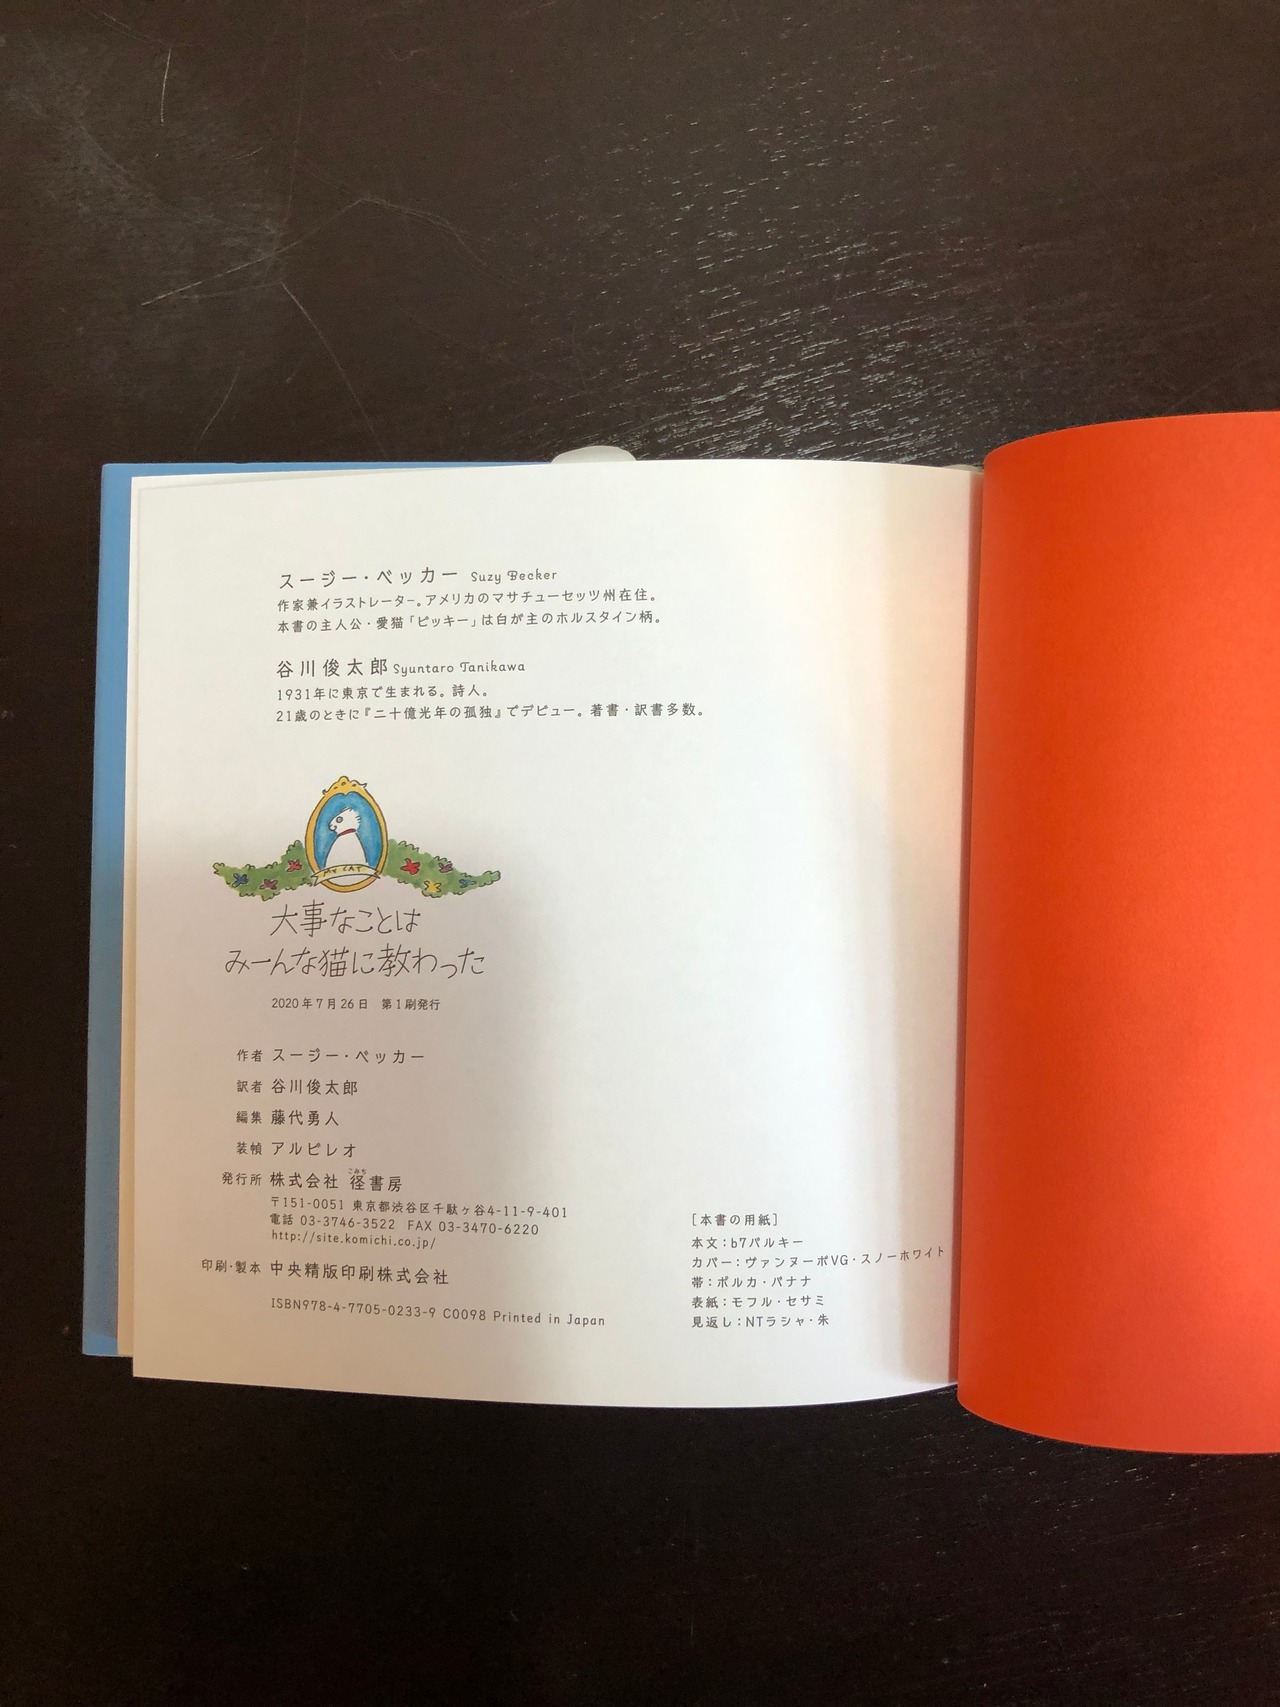 スージー・ベッカー Suzy Becker
作家兼イラストレーター。アメリカのマサチューセッツ州在住。
本書の主人公・愛猫「ピッキー」は白が主のホルスタイン柄。
谷川俊太郎 Syuntaro Tanikawa
1931年に東京で生まれる。詩人。
21歳のときに『二十億光年の孤独』でデビュー。著書・訳書多数。
MY CAT
大事なことは
みーんな猫に教わった
2020年7月26日 第1刷発行
作者 スージー・ベッカー
訳者 谷川俊太郎
編集 藤代勇人
装幀 アルビレオ
こみち
発行所 株式会社 径書房
〒151-0051 東京都渋谷区千駄ヶ谷4-11-9-401
電話 03-3746-3522 FAX 03-3470-6220
http://site.komichi.co.jp/
印刷・製本 中央精版印刷株式会社
ISBN978-4-7705-0233-9 C0098 Printed in Japan
[本書の用紙]
本文：b7バルキー
カバー：ヴァンヌーボVG・スノーホワイト
帯：ポルカ・バナナ
表紙：モフル・セサミ
見返し：NTラシャ・朱